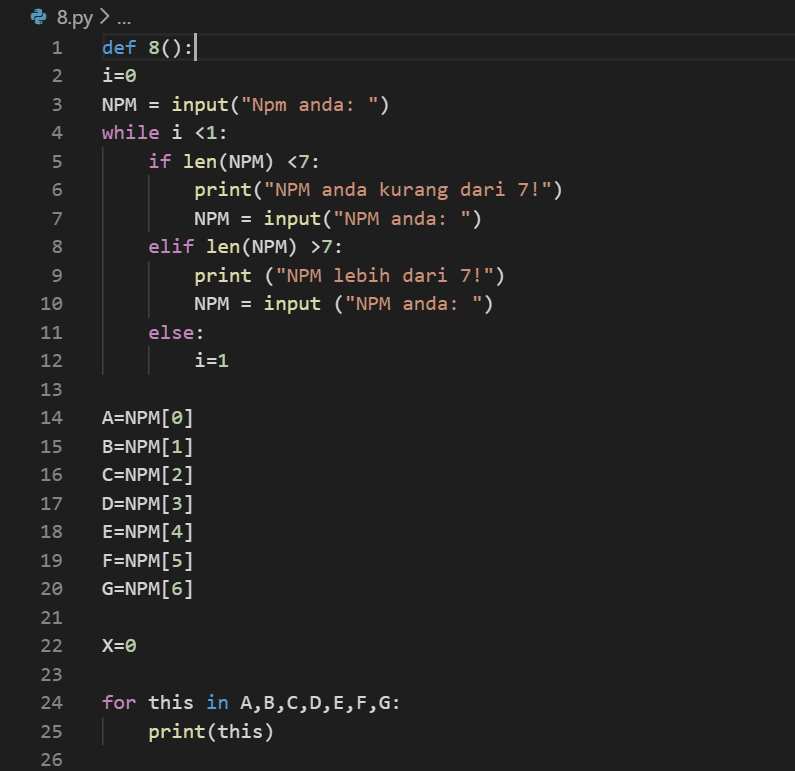 8.py > ...
1 def 8():
2 i=0
3 NPM = input("Npm anda: ")
4 while i <1:
5     if len(NPM) <7:
6         print("NPM anda kurang dari 7!")
7         NPM = input("NPM anda: ")
8     elif len(NPM) >7:
9         print ("NPM lebih dari 7!")
10         NPM = input ("NPM anda: ")
11     else:
12         i=1
13
14 A=NPM[0]
15 B=NPM[1]
16 C=NPM[2]
17 D=NPM[3]
18 E=NPM[4]
19 F=NPM[5]
20 G=NPM[6]
21
22 X=0
23
24 for this in A,B,C,D,E,F,G:
25     print(this)
26